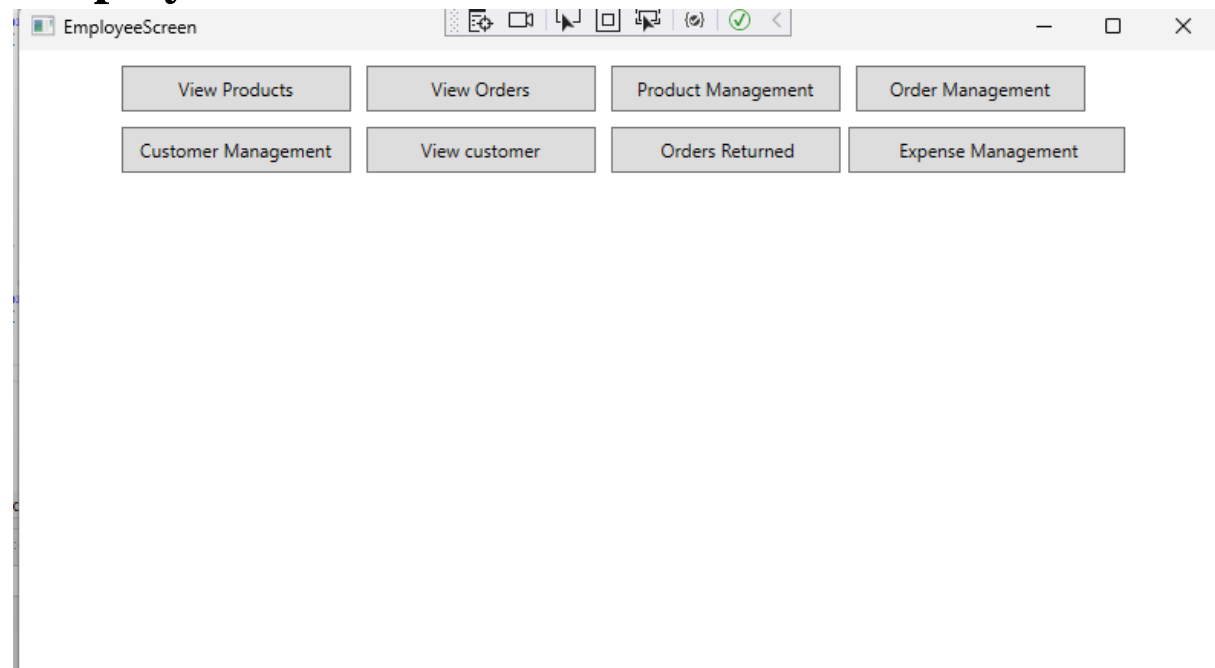 EmployeeScreen
View Products View Orders Product Management Order Management
Customer Management View customer Orders Returned Expense Management